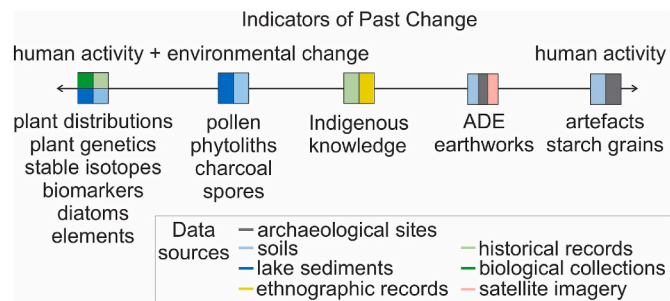 Indicators of Past Change
human activity + environmental change
human activity
plant distributions
plant genetics
stable isotopes
biomarkers
diatoms
elements
pollen
phytoliths
charcoal
spores
Indigenous
knowledge
ADE
earthworks
artefacts
starch grains
Data
sources
archaeological sites
soils
lake sediments
ethnographic records
historical records
biological collections
satellite imagery